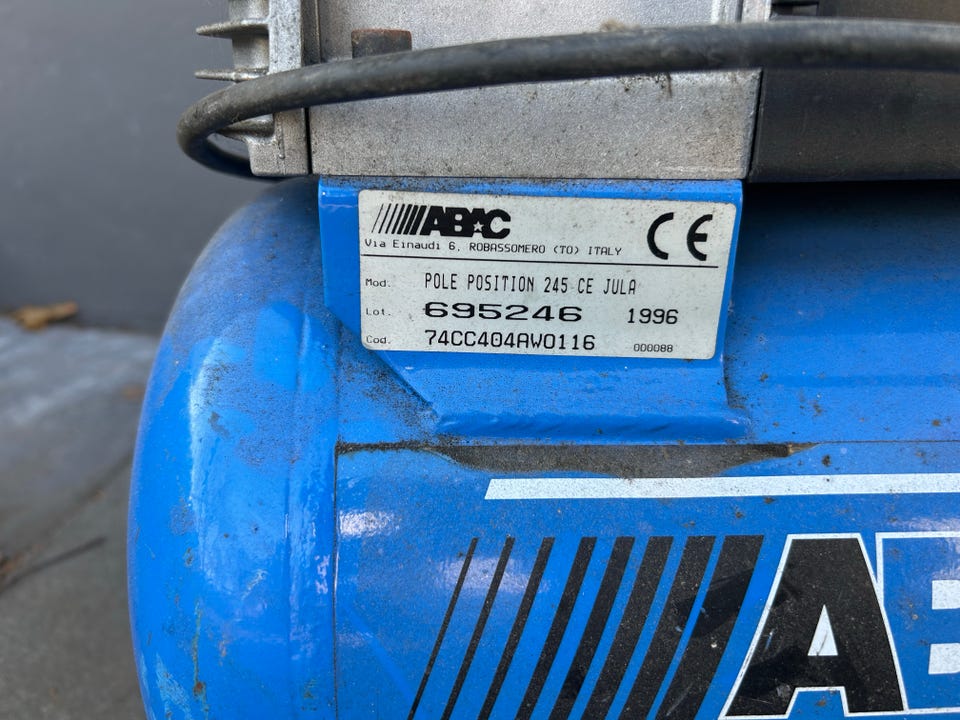 ABAC
Via Einaudi 6, ROBASSOMERO (TO) ITALY
CE
Mod. POLE POSITION 245 CE JULA
Lot. 695246 1996
Cod. 74CC404AW0116 000088
AB